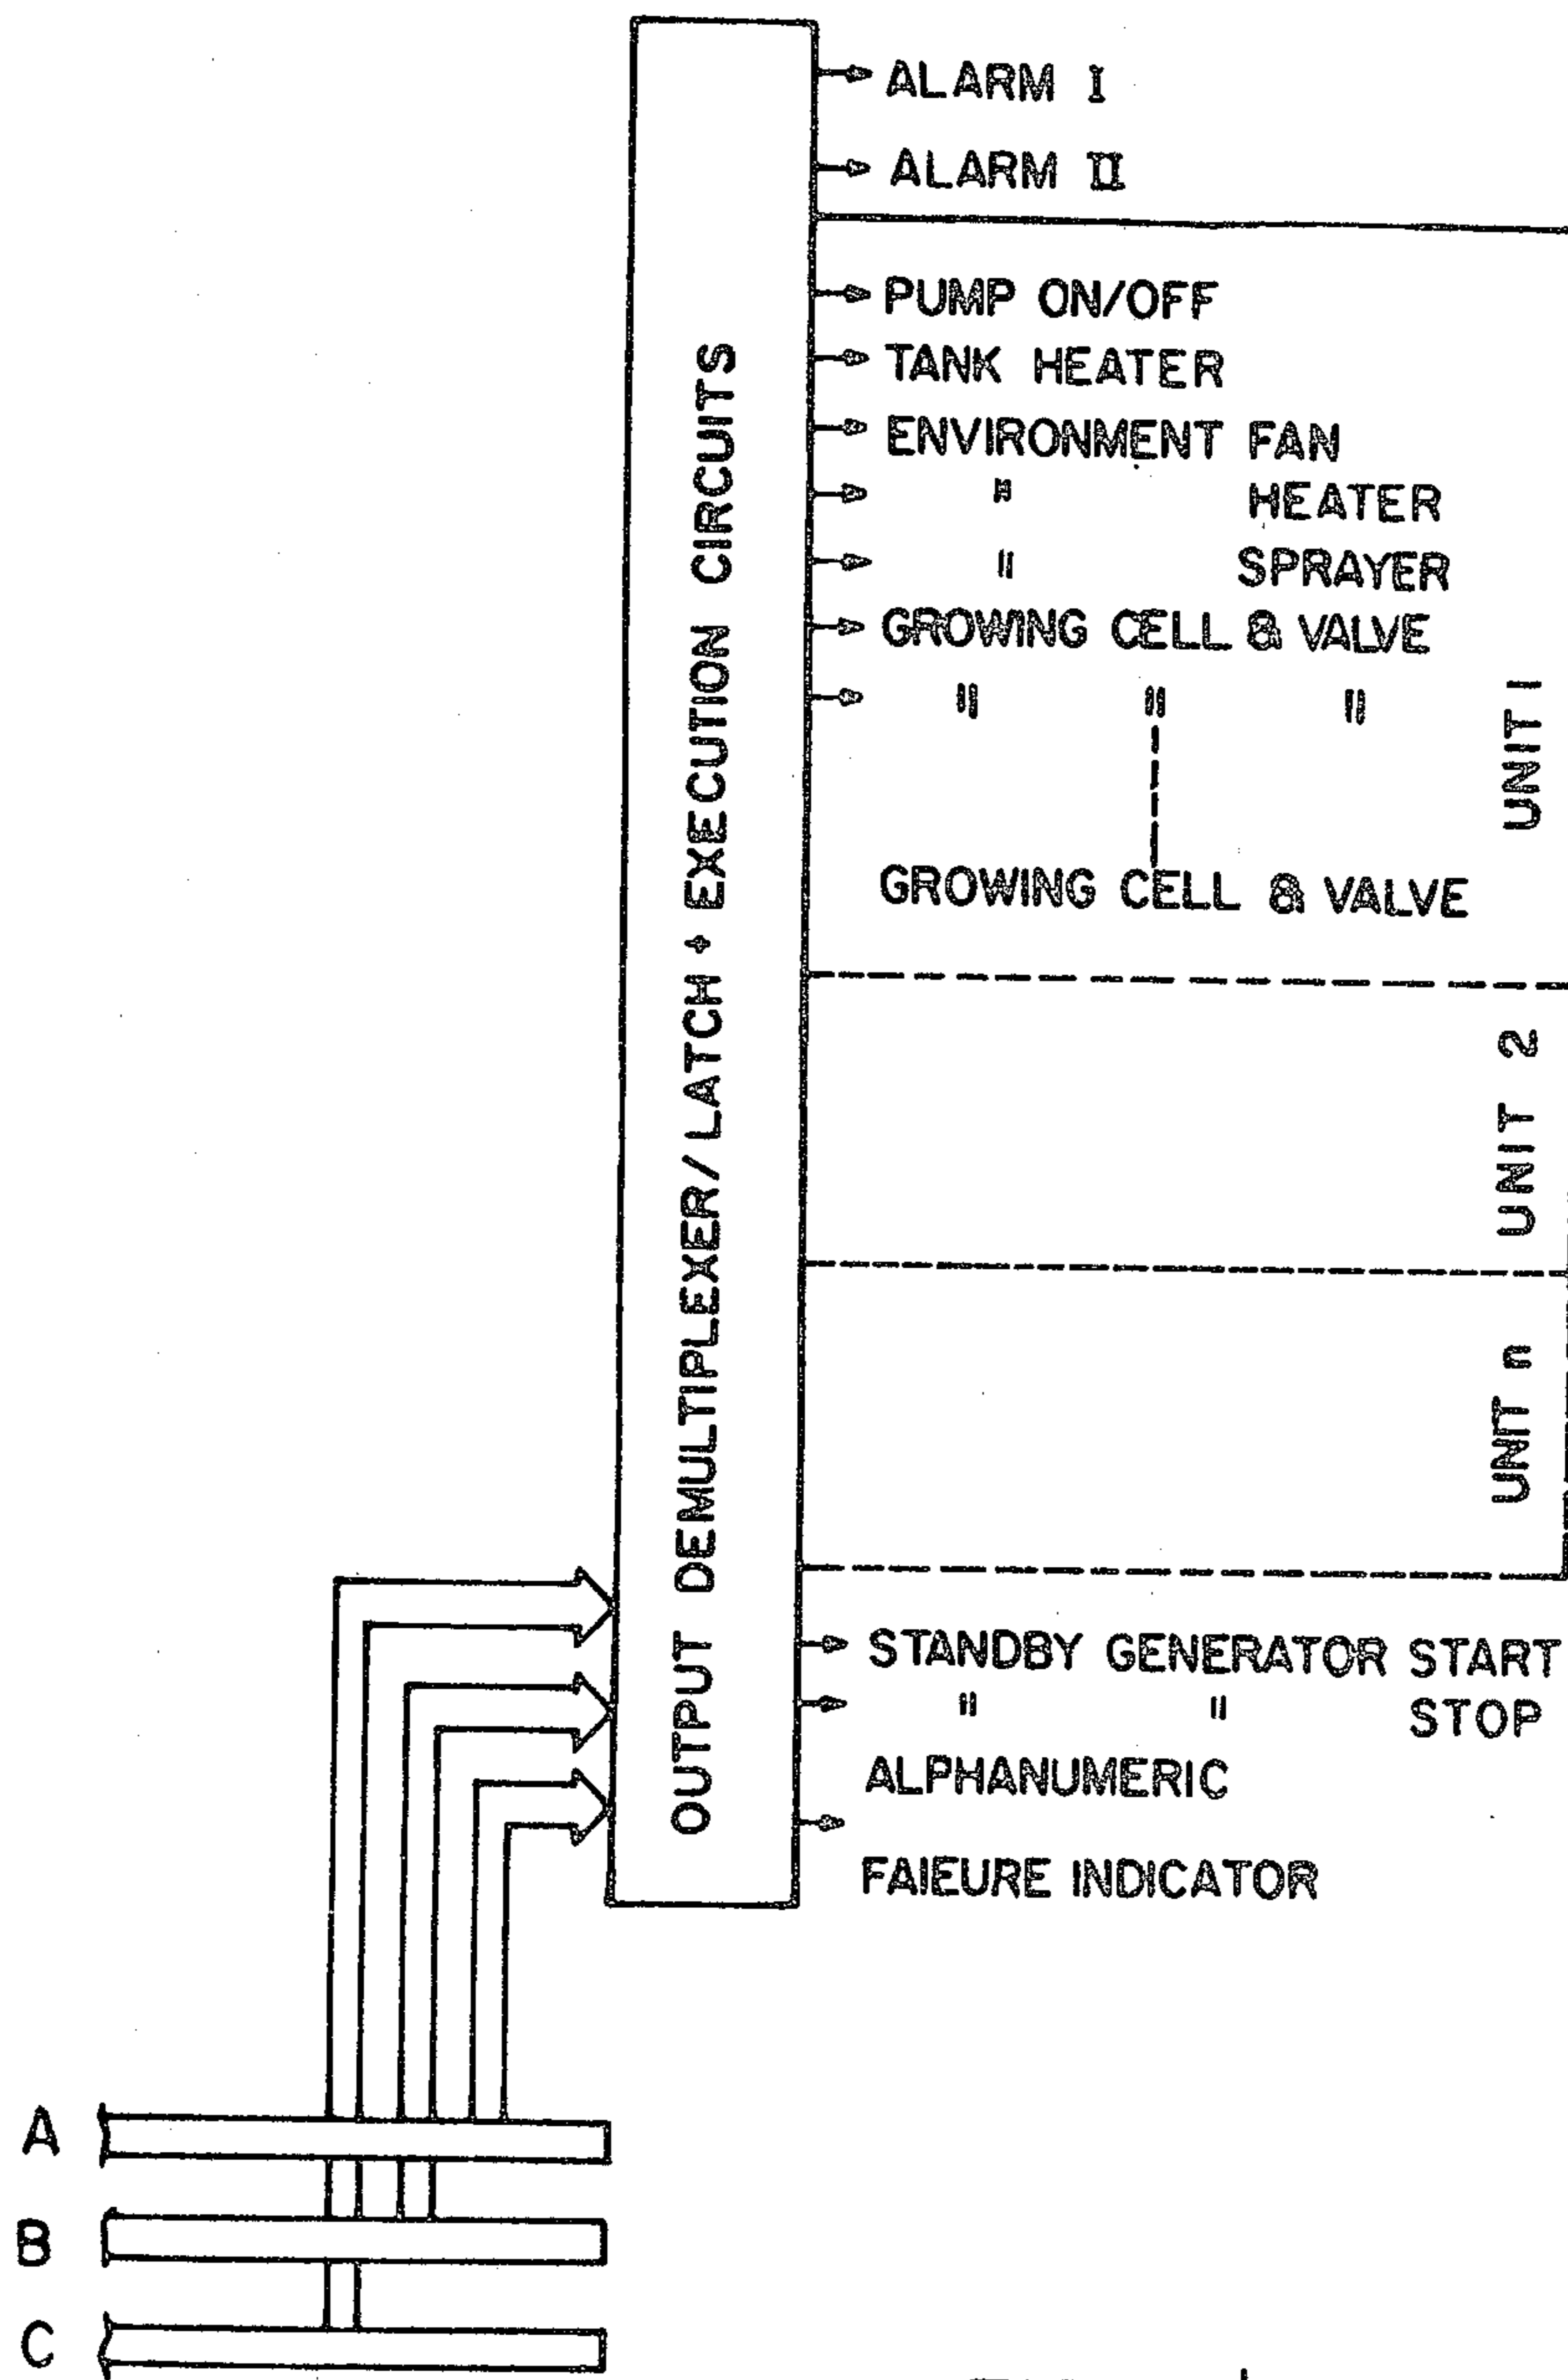 ALARM I
ALARM II
PUMP ON/OFF
TANK HEATER
ENVIRONMENT FAN
" HEATER
" SPRAYER
GROWING CELL & VALVE
" " "
GROWING CELL & VALVE
UNIT 1
UNIT 2
UNIT n
OUTPUT DEMULTIPLEXER/LATCH + EXECUTION CIRCUITS
STANDBY GENERATOR START
" " STOP
ALPHANUMERIC
FAIEURE INDICATOR
A
B
C